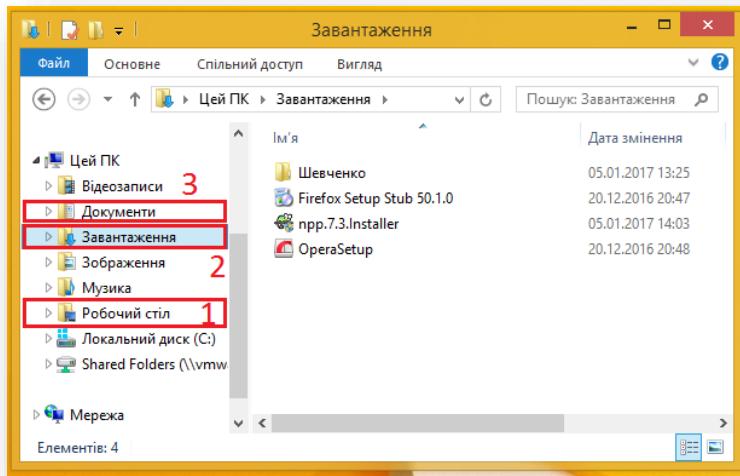 Завантаження
Файл Основне Спільний доступ Вигляд
Цей ПК Завантаження Пошук: Завантаження
Ім'я Дата змінення
Цей ПК
Відеозаписи 3
Документи
Завантаження
Зображення 2
Музика
Робочий стіл 1
Локальний диск (C:)
Shared Folders (\\vmw
Мережа
Шевченко 05.01.2017 13:25
Firefox Setup Stub 50.1.0 20.12.2016 20:47
npp.7.3.Installer 05.01.2017 14:03
OperaSetup 20.12.2016 20:48
Елементів: 4